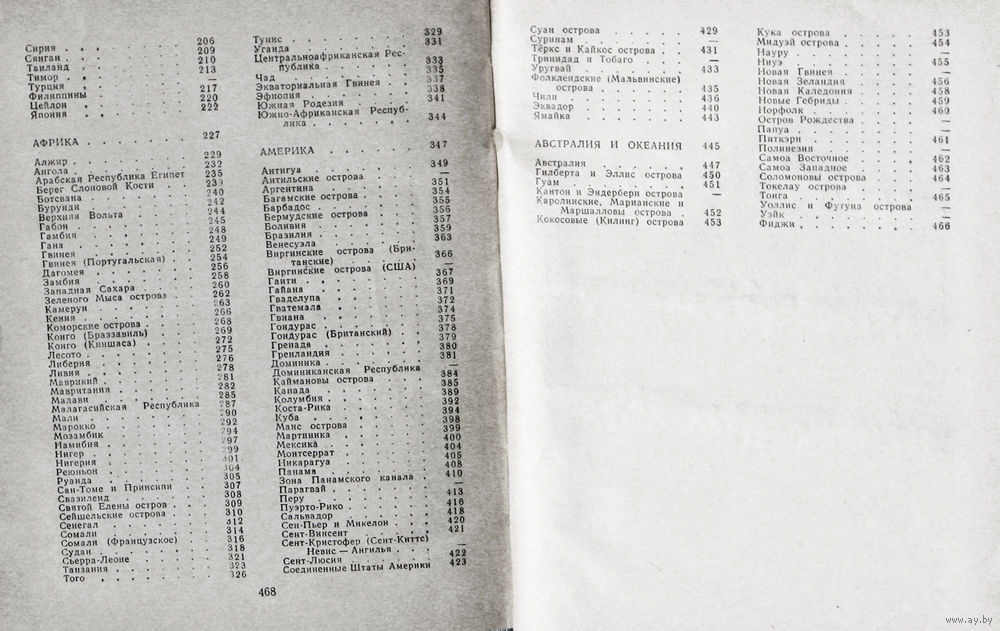 Сирия . . . 206
Сянган . . . 209
Таиланд . . 210
Тимор . . 213
Турция . . —
Филиппины . 217
Цейлон . 220
Япония . 222
АФРИКА . . . . . . . . 227
Алжир . . . . . . . . 229
Ангола . . . . . . . . 232
Арабская Республика Египет 235
Берег Слоновой Кости . . 239
Ботсвана . . . . . . . 240
Бурунди . . . . . . . 242
Верхняя Вольта . . . . . 244
Габон . . . . . . . . 245
Гамбия . . . . . . . . 248
Гана . . . . . . . . 249
Гвинея . . . . . . . . 252
Гвинея (Португальская) . . 254
Дагомея . . . . . . . 256
Замбия . . . . . . . . 258
Западная Сахара . . . . 260
Зеленого Мыса острова . . 262
Камерун . . . . . . . 263
Кения . . . . . . . . 266
Коморские острова . . . 268
Конго (Браззавиль) . . . 269
Конго (Киншаса) . . . . 272
Лесото . . . . . . . . 275
Либерия . . . . . . . 276
Ливия . . . . . . . . 278
Маврикий . . . . . . . 281
Мавритания . . . . . . 282
Малави . . . . . . . . 285
Малагасийская Республика 287
Мали . . . . . . . . 290
Марокко . . . . . . . 292
Мозамбик . . . . . . . 294
Намибия . . . . . . . 297
Нигер . . . . . . . . 299
Нигерия . . . . . . . 301
Реюньон . . . . . . . 304
Руанда . . . . . . . . 305
Сан-Томе и Принсипи . . 307
Свазиленд . . . . . . . 308
Святой Елены остров . . . 309
Сейшельские острова . . . 310
Сенегал . . . . . . . 312
Сомали . . . . . . . . 314
Сомали (Французское) . . 316
Судан . . . . . . . . 318
Сьерра-Леоне . . . . . . 321
Танзания . . . . . . . 323
Того . . . . . . . . 326
Тунис . . . . . . . . 329
Уганда . . . . . . . . 331
Центральноафриканская Рес-
публика . . . . . . 333
Чад . . . . . . . . 335
Экваториальная Гвинея . . 337
Эфиопия . . . . . . . 338
Южная Родезия . . . . . 341
Южно-Африканская Респуб-
лика . . . . . . . 344
АМЕРИКА . . . . . . . 347
Антигуа . . . . . . . 349
Антильские острова . . . —
Аргентина . . . . . . . 351
Багамские острова . . . . 354
Барбадос . . . . . . . 355
Бермудские острова . . . 356
Боливия . . . . . . . 357
Бразилия . . . . . . . 359
Венесуэла . . . . . . . 363
Виргинские острова (Бри-
танские) . . . . . 366
Виргинские острова (США) —
Гаити . . . . . . . . 367
Гайана . . . . . . . . 369
Гваделупа . . . . . . . 371
Гватемала . . . . . . . 372
Гвиана . . . . . . . . 374
Гондурас . . . . . . . 375
Гондурас (Британский) . . 378
Гренада . . . . . . . 379
Гренландия . . . . . . 380
Доминика . . . . . . . 381
Доминиканская Республика —
Каймановы острова . . . 384
Канада . . . . . . . . 385
Колумбия . . . . . . . 389
Коста-Рика . . . . . . 392
Куба . . . . . . . . 394
Маис острова . . . . . 398
Мартиника . . . . . . . 399
Мексика . . . . . . . 400
Монсеррат . . . . . . . 404
Никарагуа . . . . . . . 405
Панама . . . . . . . . 408
Зона Панамского канала . . 410
Парагвай . . . . . . . —
Перу . . . . . . . . 413
Пуэрто-Рико . . . . . . 416
Сальвадор . . . . . . . 418
Сен-Пьер и Микелон . . . 420
Сент-Винсент . . . . . . 421
Сент-Кристофер (Сент-Киттс)
Невис — Ангилья . . . —
Сент-Люсия . . . . . . 422
Соединенные Штаты Америки 423
468
Суан острова . . . . . 429
Суринам . . . . . . . —
Тёркс и Кайкос острова . . 431
Тринидад и Тобаго . . . —
Уругвай . . . . . . . 433
Фолклендские (Мальвинские)
острова . . . . . . 435
Чили . . . . . . . . 436
Эквадор . . . . . . . 440
Ямайка . . . . . . . . 443
АВСТРАЛИЯ И ОКЕАНИЯ 445
Австралия . . . . . . . 447
Гилберта и Эллис острова 450
Гуам . . . . . . . . 451
Кантон и Эндербери острова —
Каролинские, Марианские и
Маршалловы острова . 452
Кокосовые (Килинг) острова 453
Кука острова . . . . . 453
Мидуэй острова . . . . . 454
Науру . . . . . . . . —
Ниуэ . . . . . . . . 455
Новая Гвинея . . . . . —
Новая Зеландия . . . . . 456
Новая Каледония . . . . 458
Новые Гебриды . . . . . 459
Норфолк . . . . . . . 460
Остров Рождества . . . . —
Папуа . . . . . . . . —
Питкэрн . . . . . . . 461
Полинезия . . . . . . . —
Самоа Восточное . . . . 462
Самоа Западное . . . . . 463
Соломоновы острова . . . 464
Токелау острова . . . . —
Тонга . . . . . . . . 465
Уоллис и Футуна острова —
Уэйк . . . . . . . . —
Фиджи . . . . . . . . 466
www.ay.by